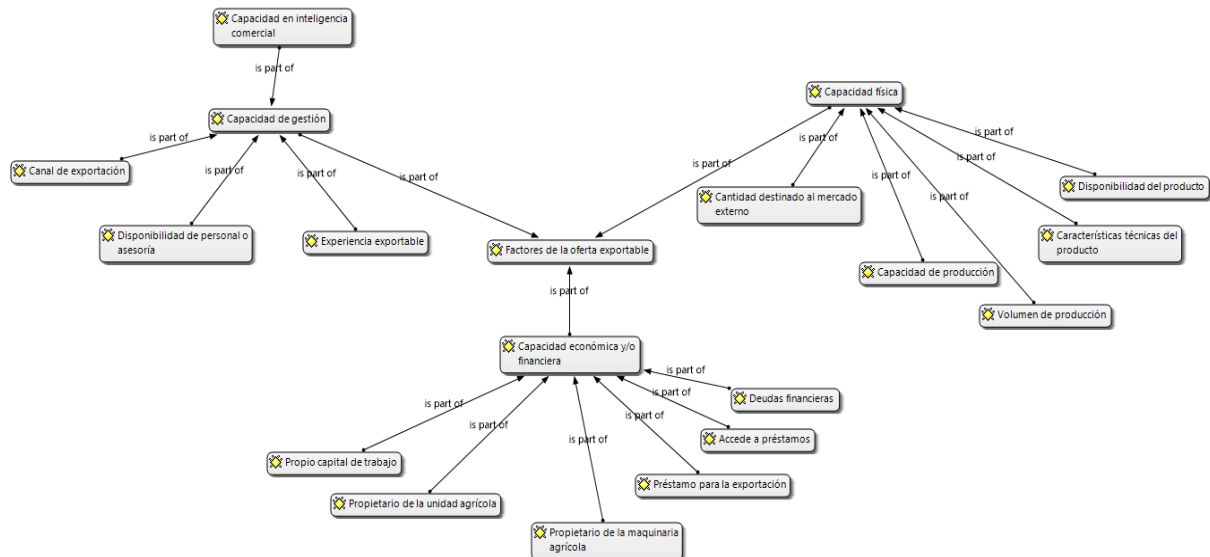 Capacidad en inteligencia
comercial
is part of
Capacidad física
Capacidad de gestión
is part of
is part of
is part of
is part of
is part of
Canal de exportación
is part of
is part of
is part of
is part of
Disponibilidad del producto
Cantidad destinado al mercado
externo
is part of
Disponibilidad de personal o
asesoría
Experiencia exportable
Características técnicas del
producto
Factores de la oferta exportable
Capacidad de producción
is part of
Volumen de producción
Capacidad económica y/o
financiera
is part of
Deudas financieras
is part of
is part of
is part of
is part of
is part of
Accede a préstamos
Propio capital de trabajo
Préstamo para la exportación
Propietario de la unidad agrícola
Propietario de la maquinaria
agrícola